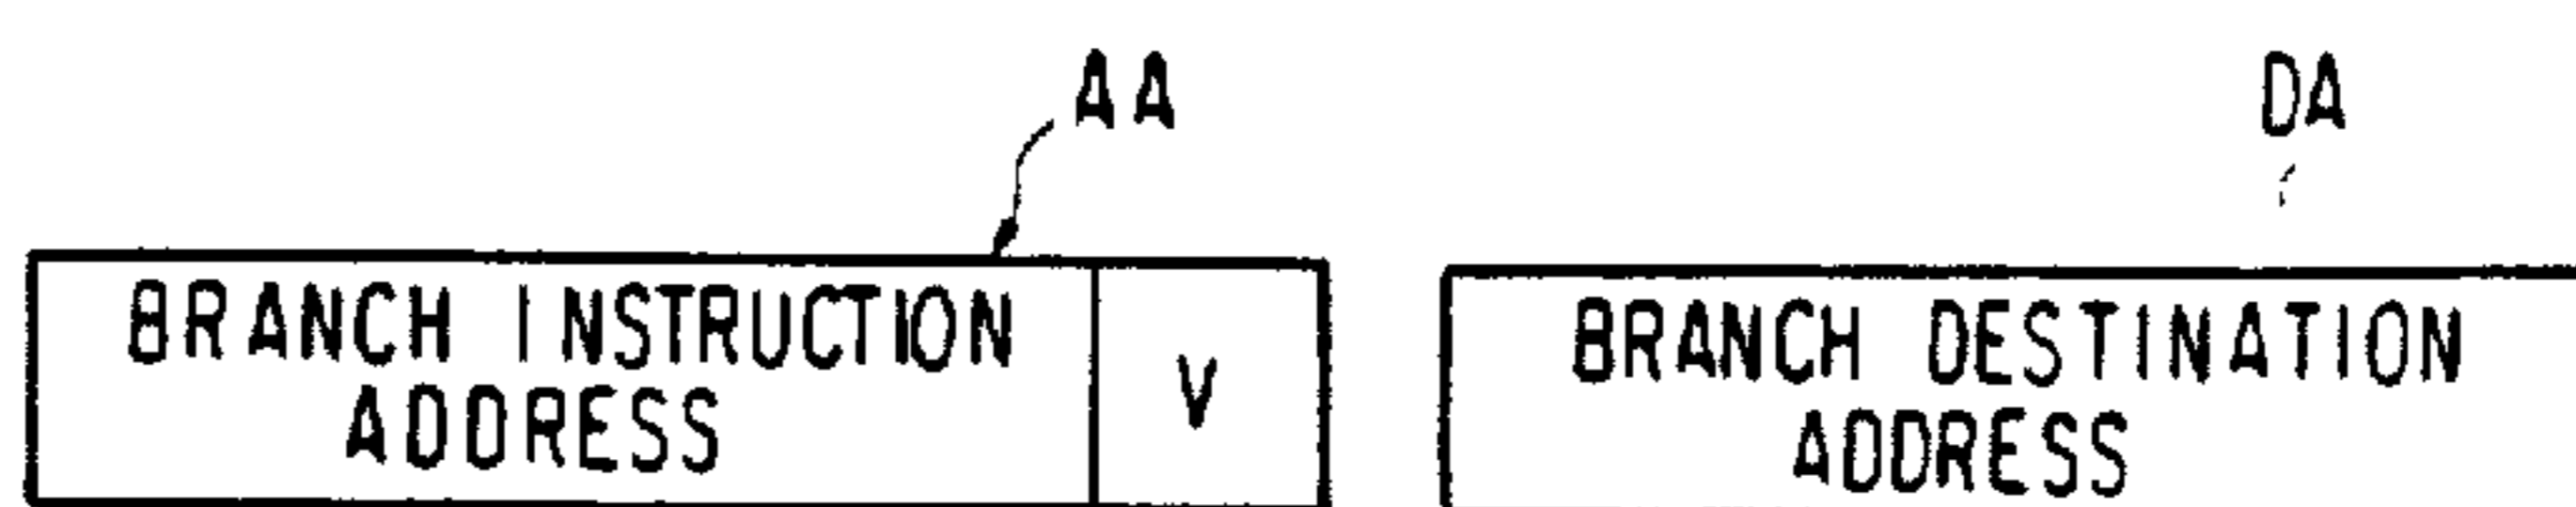 AA
DA
BRANCH INSTRUCTION
ADDRESS
V
BRANCH DESTINATION
ADDRESS